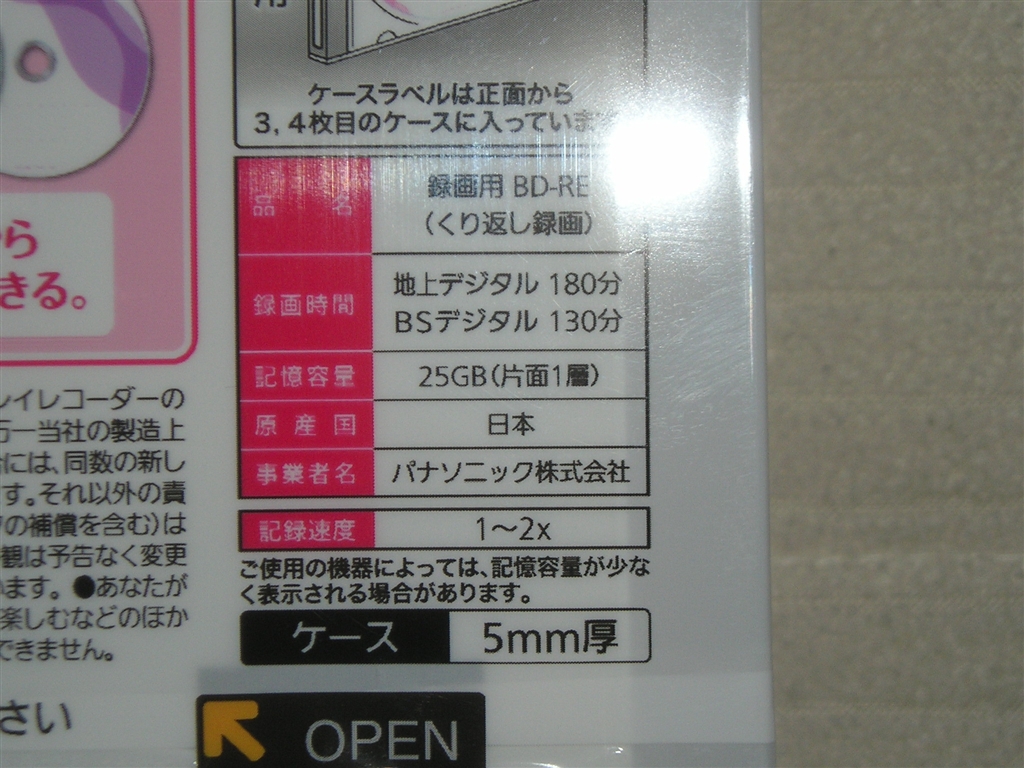 用
ケースラベルは正面から
3,4枚目のケースに入っていま
品名
録画用 BD-RE
(くり返し録画)
録画時間
地上デジタル 180分
BSデジタル 130分
記憶容量
25GB(片面1層)
原産国
日本
事業者名
パナソニック株式会社
記録速度
1〜2x
ご使用の機器によっては、記憶容量が少な
く表示される場合があります。
ケース
5mm厚
から
きる。
レイレコーダーの
万一当社の製造上
には、同数の新し
す。それ以外の責
の補償を含む)は
観は予告なく変更
います。●あなたが
楽しむなどのほか
できません。
さい
OPEN